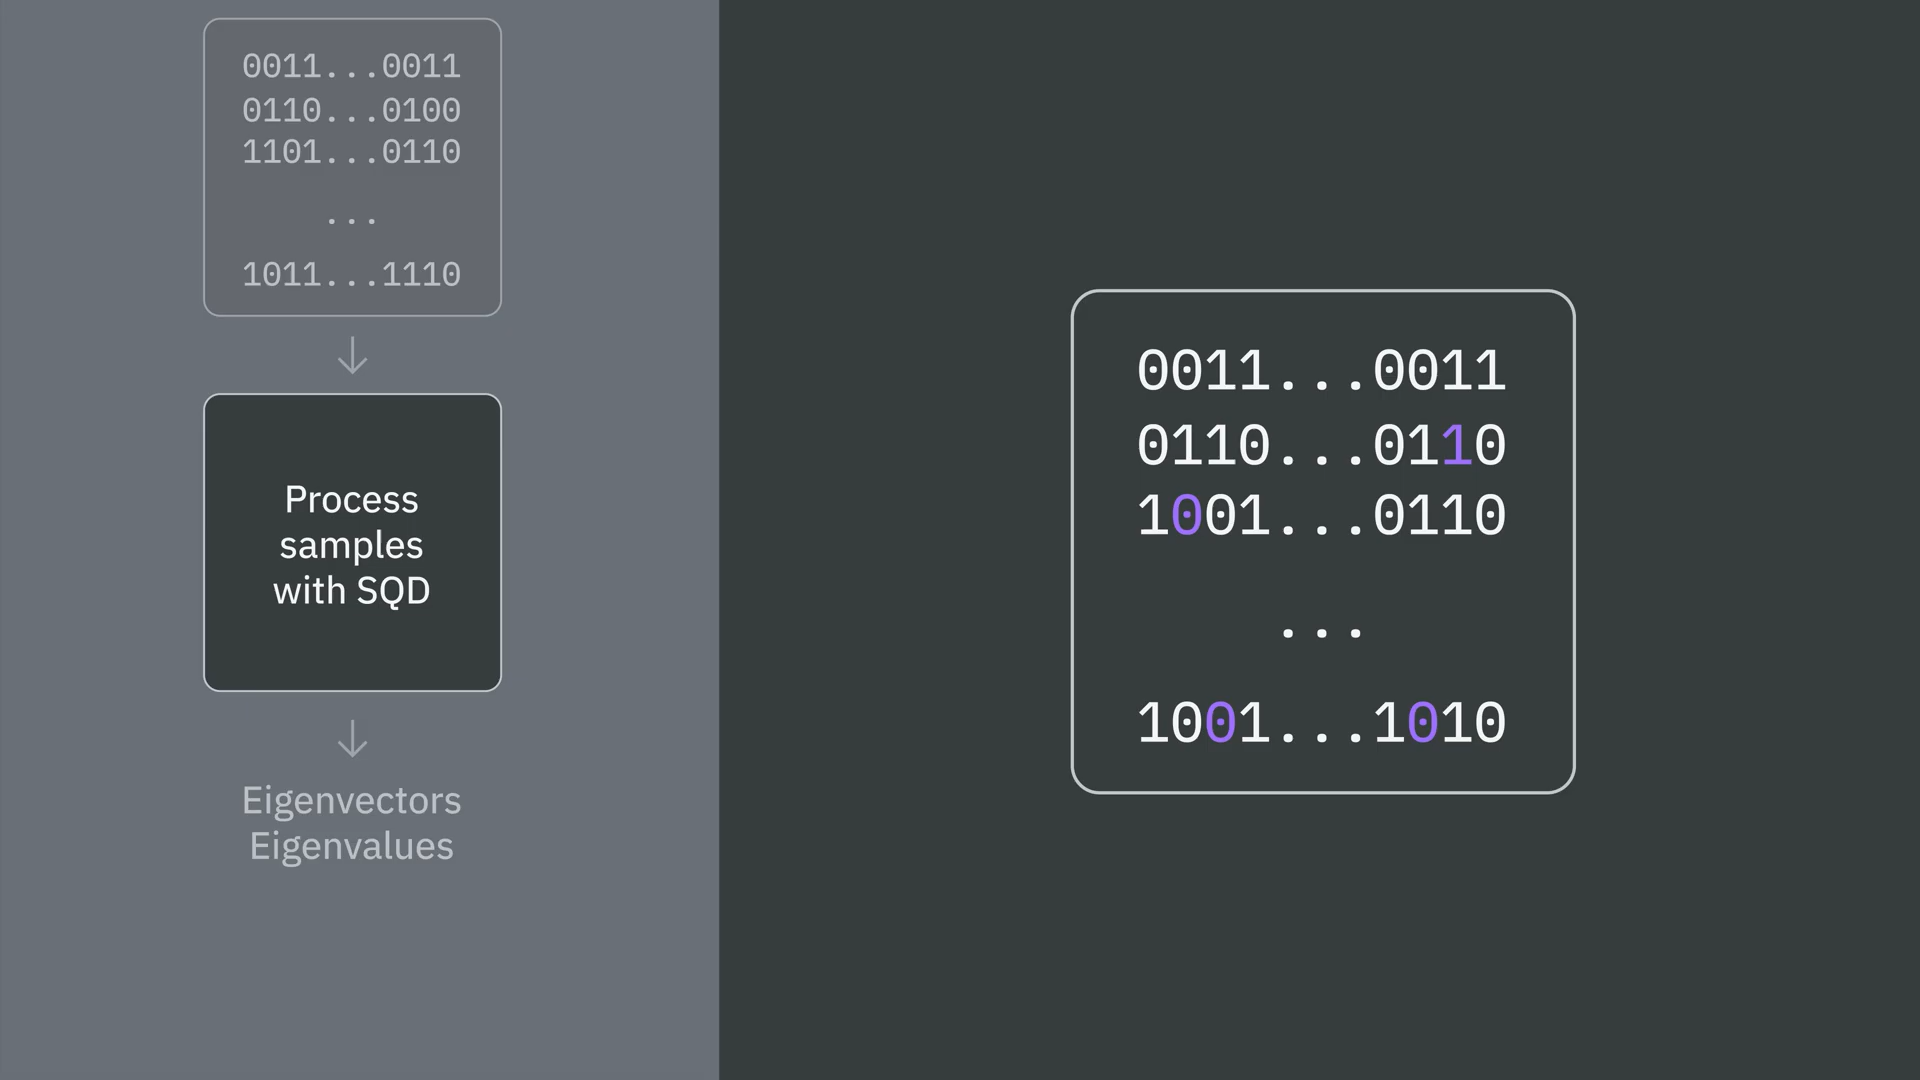 0011...0011
0110...0100
1101...0110
...
1011...1110
Process
samples
with SQD
Eigenvectors
Eigenvalues
0011...0011
0110...0110
1001...0110
...
1001...1010